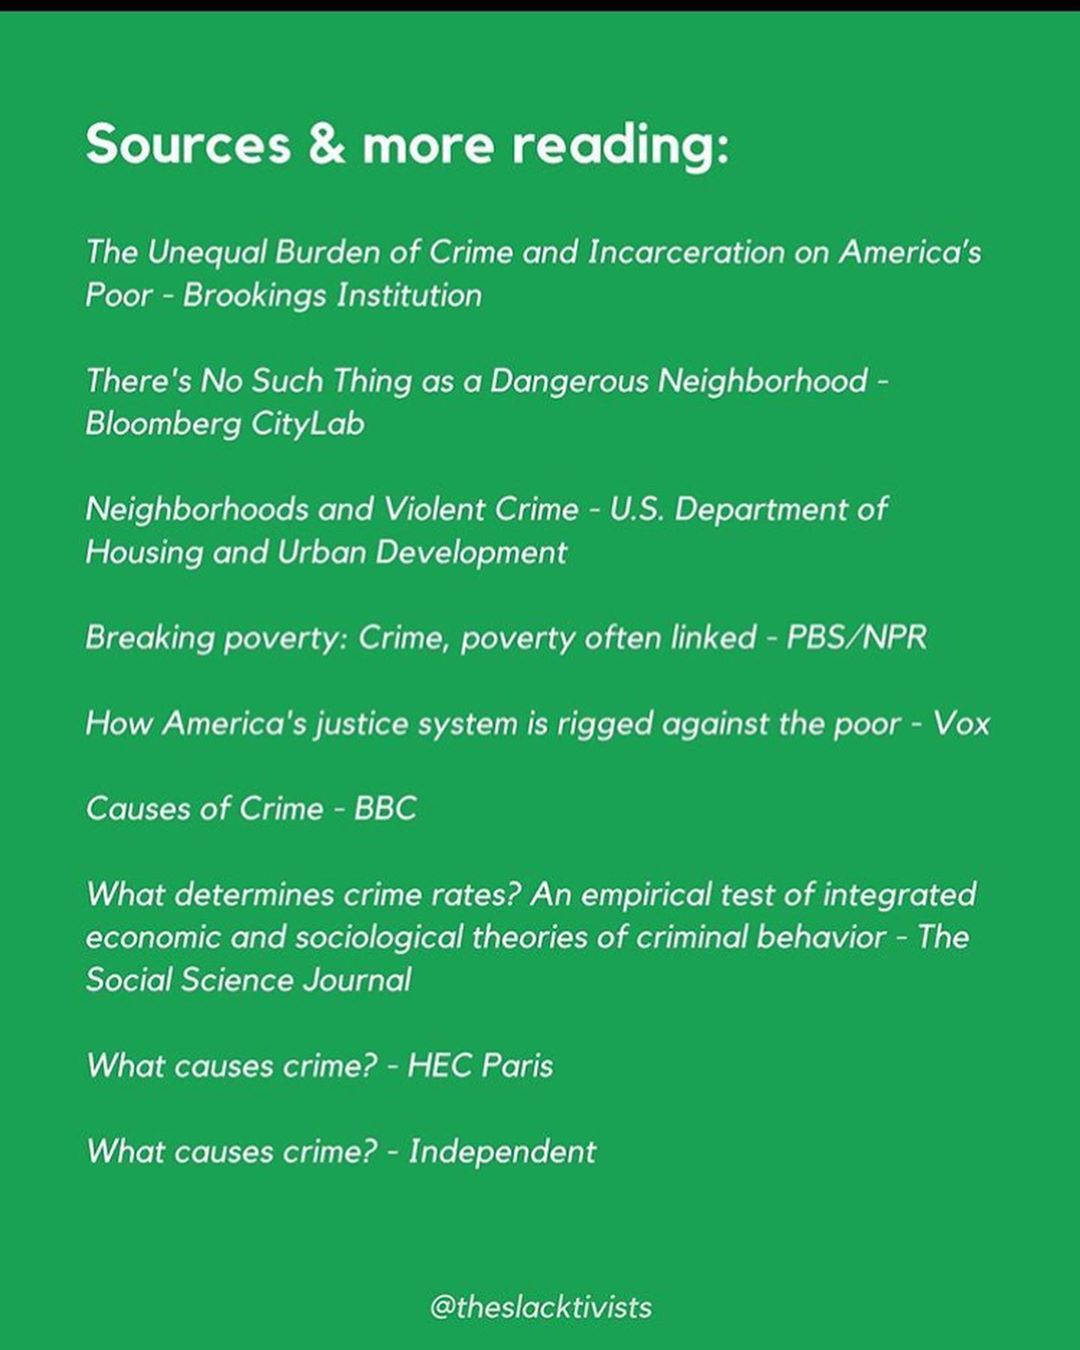 Sources & more reading:
The Unequal Burden of Crime and Incarceration on America’s
Poor - Brookings Institution
There's No Such Thing as a Dangerous Neighborhood -
Bloomberg CityLab
Neighborhoods and Violent Crime - U.S. Department of
Housing and Urban Development
Breaking poverty: Crime, poverty often linked - PBS/NPR
How America's justice system is rigged against the poor - Vox
Causes of Crime - BBC
What determines crime rates? An empirical test of integrated
economic and sociological theories of criminal behavior - The
Social Science Journal
What causes crime? - HEC Paris
What causes crime? - Independent
@theslacktivists